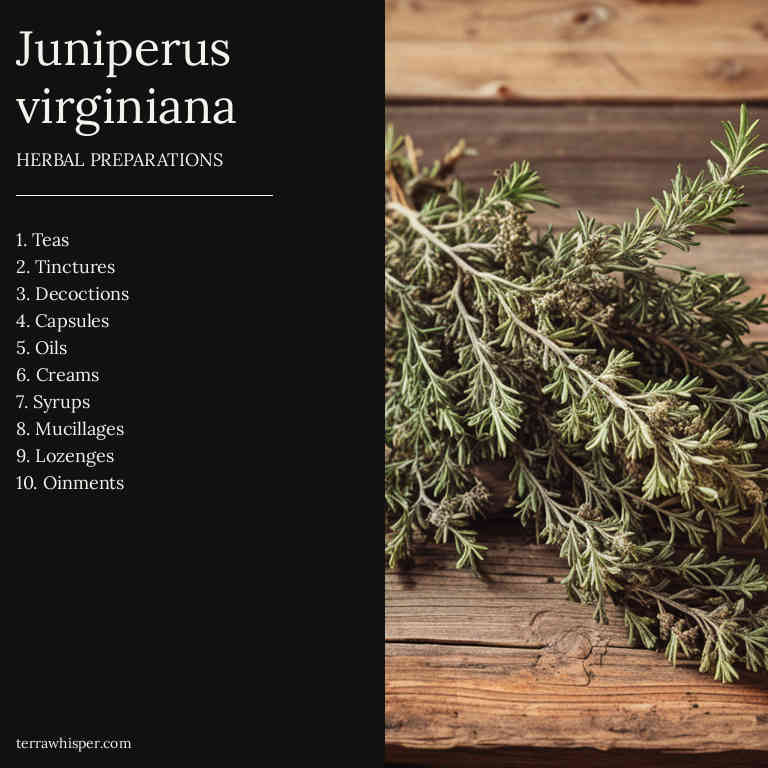 Juniperus
virginiana
HERBAL PREPARATIONS
1. Teas
2. Tinctures
3. Decoctions
4. Capsules
5. Oils
6. Creams
7. Syrups
8. Mucillages
9. Lozenges
10. Oinments
terrawhisper.com